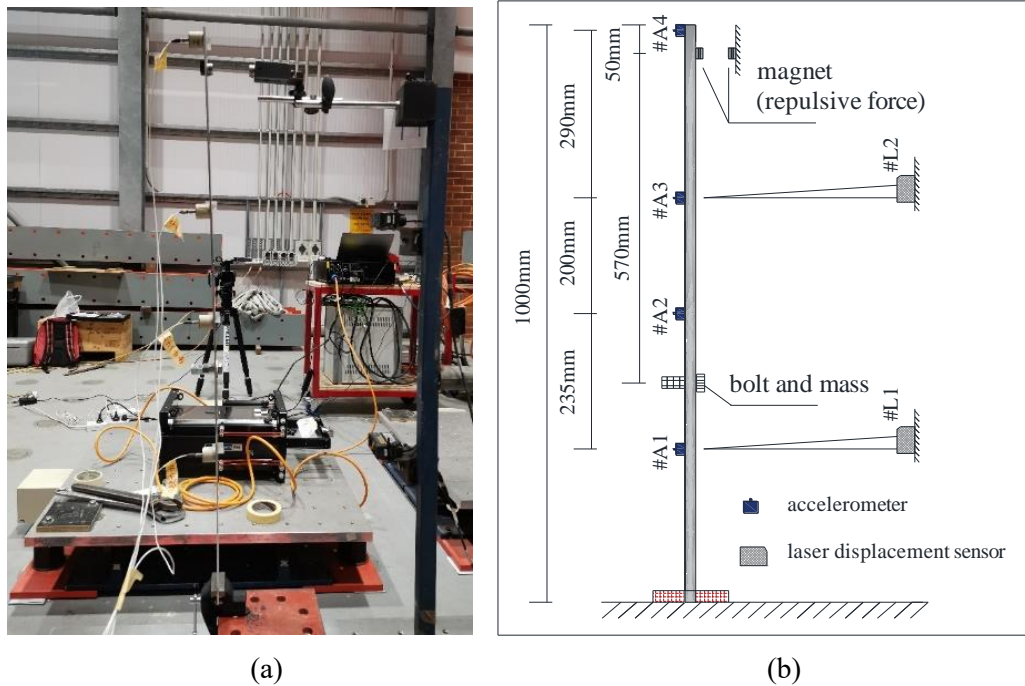 #A4
50mm
magnet
(repulsive force)
290mm
#L2
#A3
1000mm
200mm
570mm
#A2
235mm
bolt and mass
#L1
#A1
accelerometer
laser displacement sensor
(a)
(b)